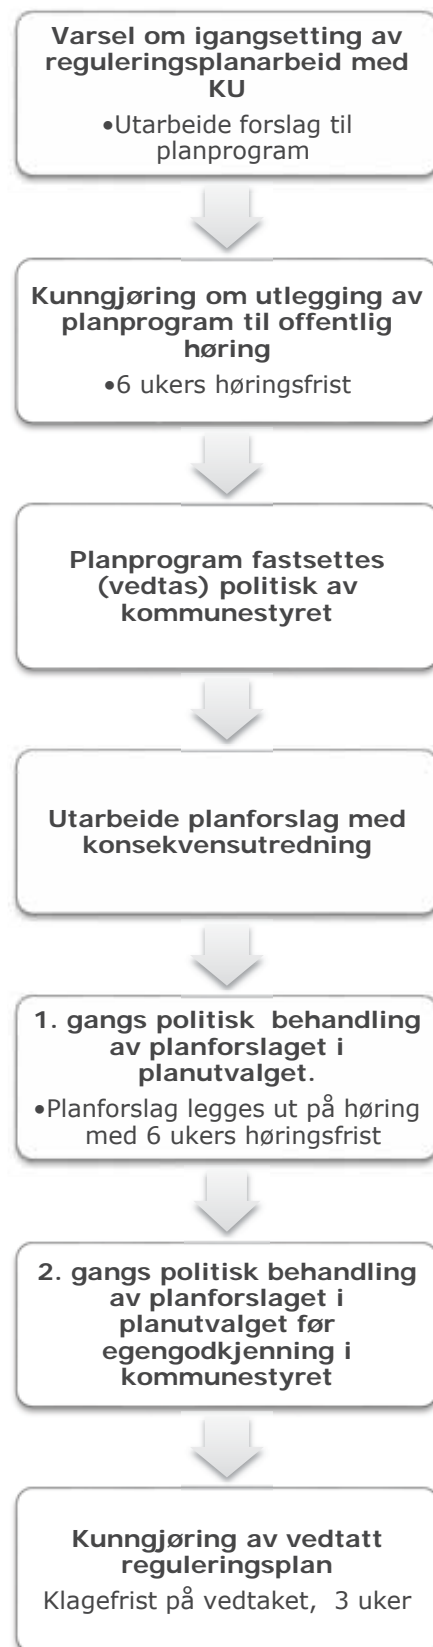 Varsel om igangsetting av
reguleringsplanarbeid med
KU
•Utarbeide forslag til
planprogram
Kunngjøring om utlegging av
planprogram til offentlig
høring
•6 ukers høringsfrist
Planprogram fastsettes
(vedtas) politisk av
kommunestyret
Utarbeide planforslag med
konsekvensutredning
1. gangs politisk behandling
av planforslaget i
planutvalget.
•Planforslag legges ut på høring
med 6 ukers høringsfrist
2. gangs politisk behandling
av planforslaget i
planutvalget før
egengodkjenning i
kommunestyret
Kunngjøring av vedtatt
reguleringsplan
Klagefrist på vedtaket, 3 uker